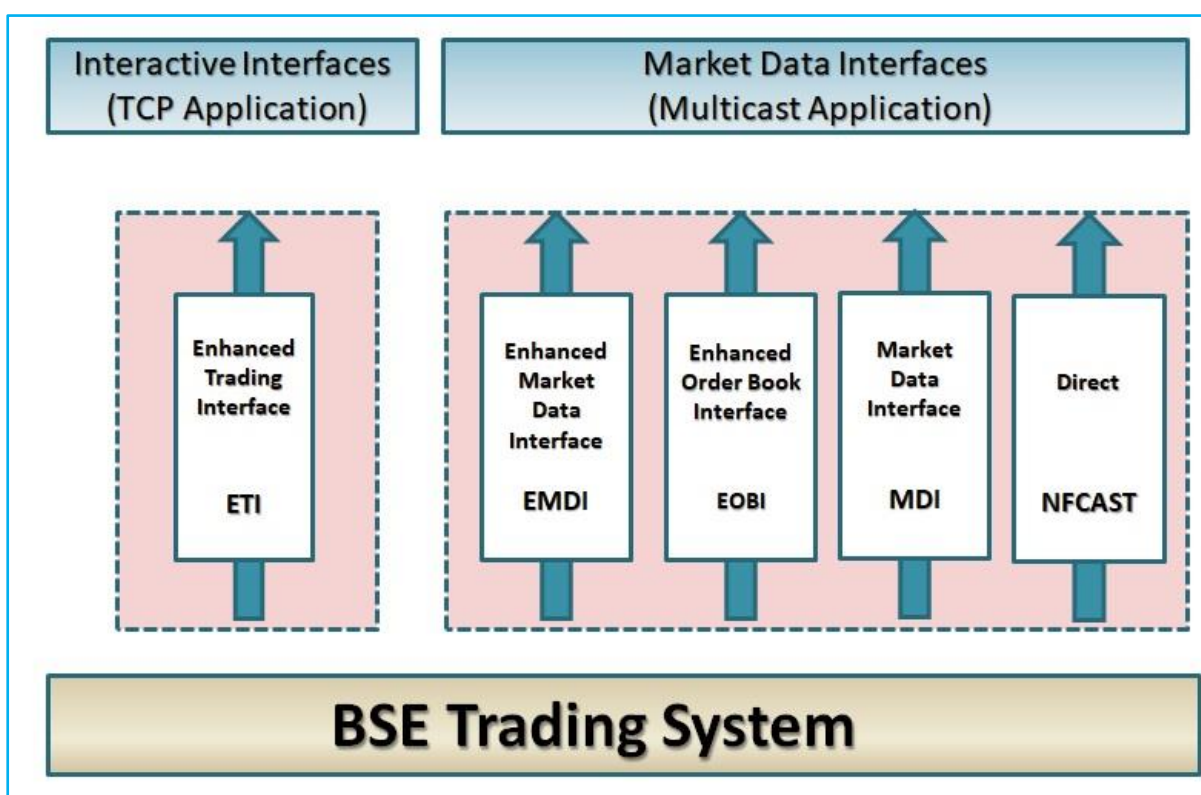 Interactive Interfaces
(TCP Application)
Market Data Interfaces
(Multicast Application)
Enhanced
Trading
Interface
ETI
Enhanced
Market
Data
Interface
EMDI
Enhanced
Order Book
Interface
EOBI
Market
Data
Interface
MDI
Direct
NFCAST
BSE Trading System